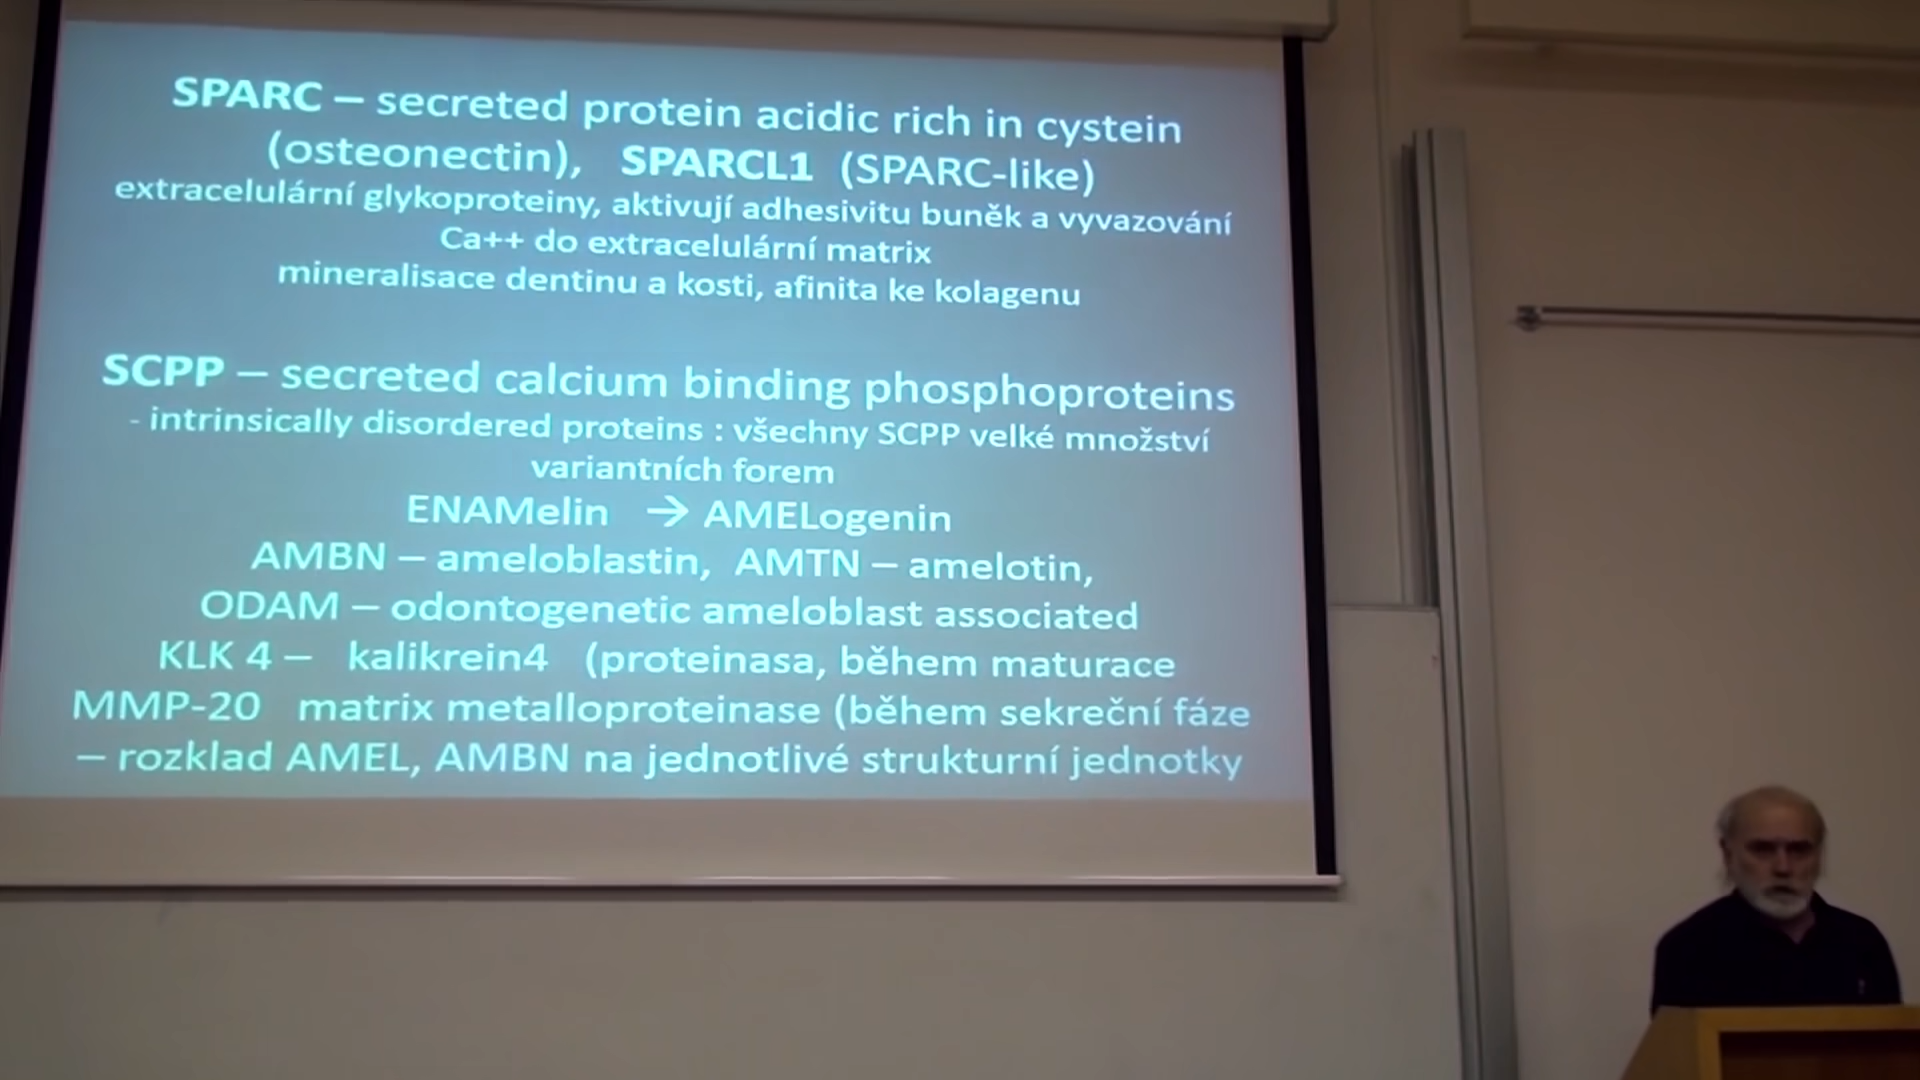 SPARC – secreted protein acidic rich in cystein
(osteonectin), SPARCL1 (SPARC-like)
extracelulární glykoproteiny, aktivují adhesivitu buněk a vyvazování
Ca++ do extracelulární matrix
mineralisace dentinu a kosti, afinita ke kolagenu
SCPP – secreted calcium binding phosphoproteins
- intrinsically disordered proteins : všechny SCPP velké množství
variantních forem
ENAMelin → AMELogenin
AMBN – ameloblastin, AMTN – amelotin,
ODAM – odontogenetic ameloblast associated
KLK 4 – kalikrein4 (proteinasa, během maturace
MMP-20 matrix metalloproteinase (během sekreční fáze
– rozklad AMEL, AMBN na jednotlivé strukturní jednotky